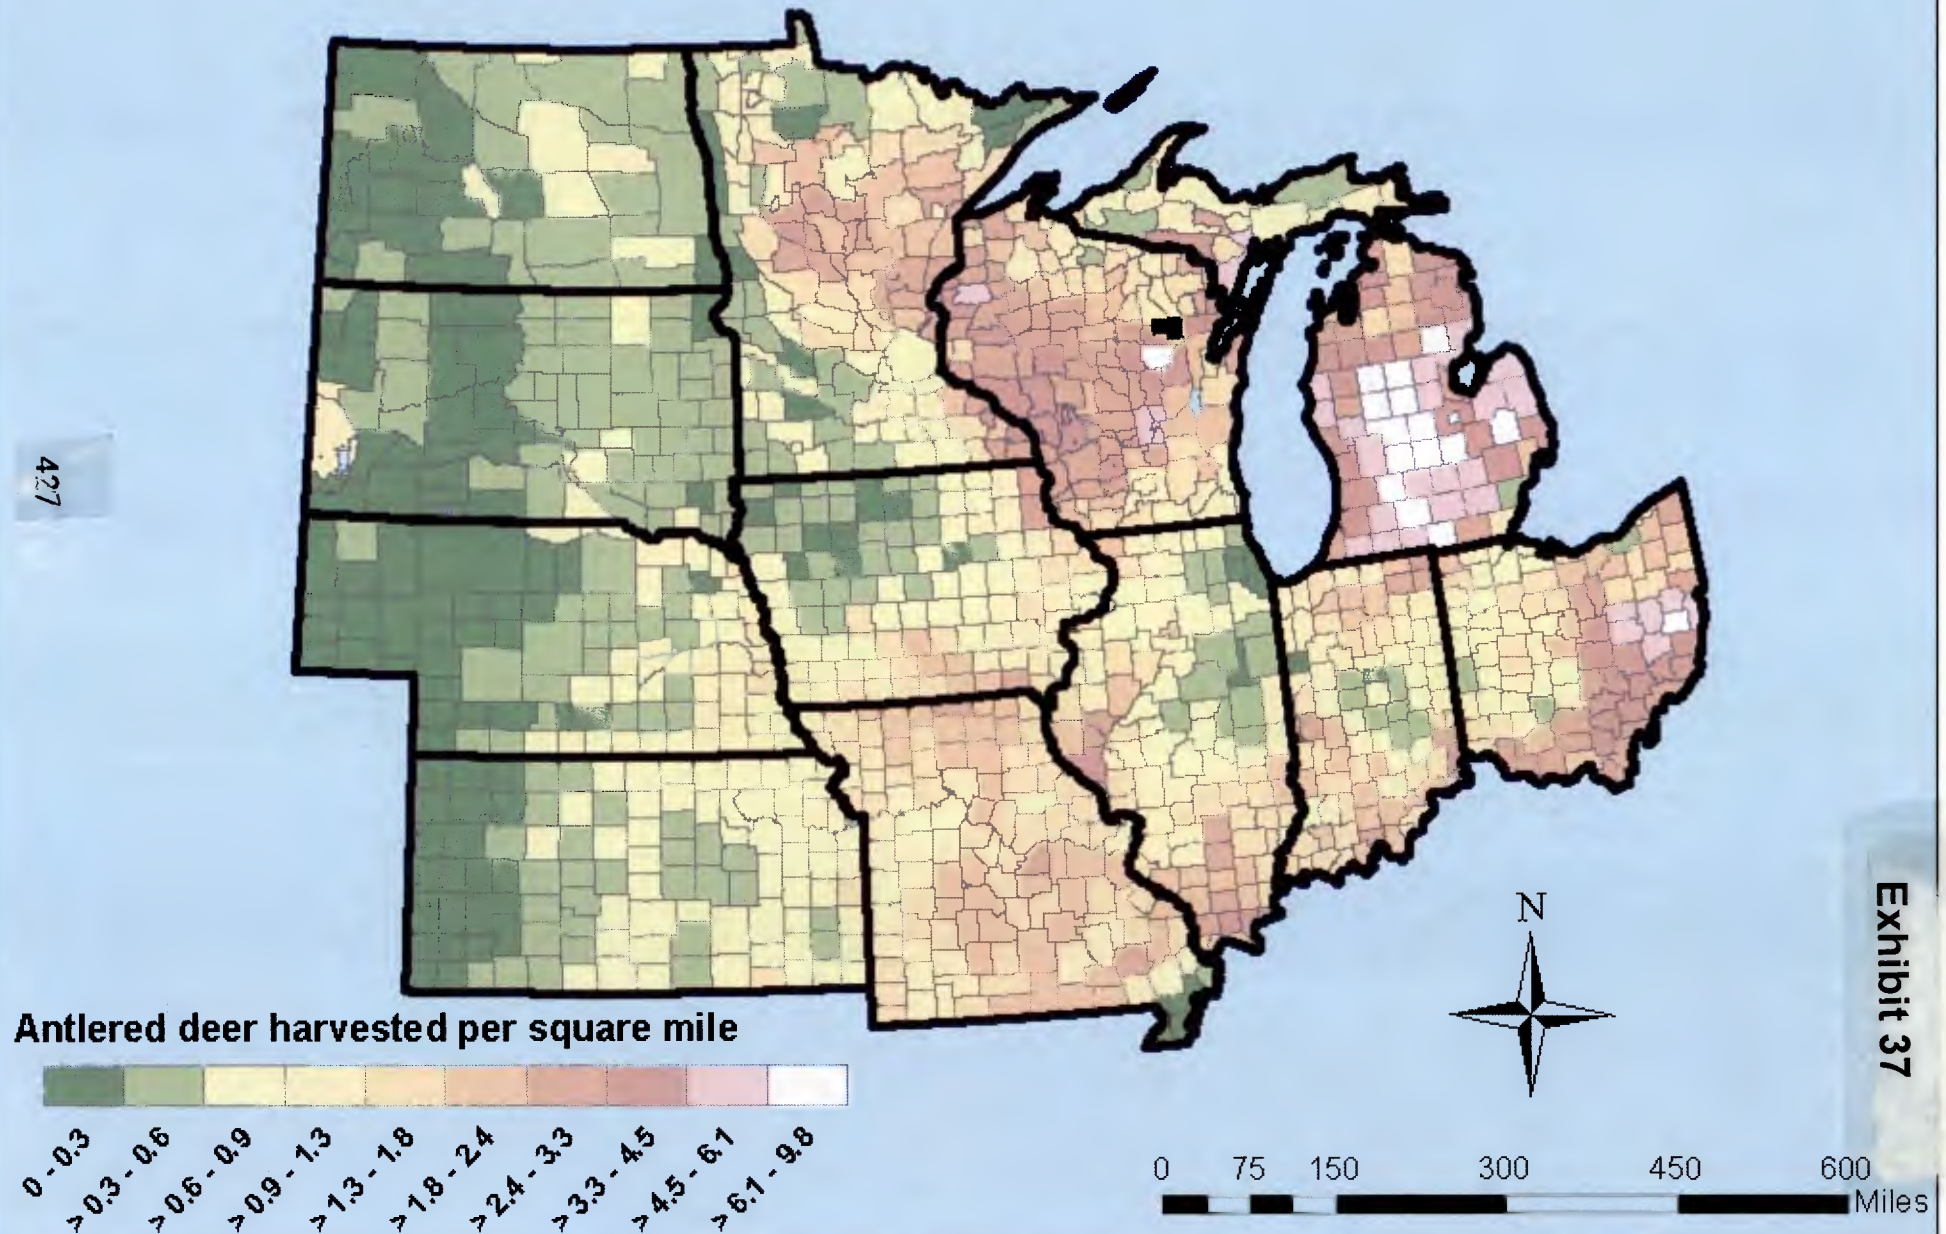 427
Exhibit 37
N
Antlered deer harvested per square mile
0 - 0.3
> 0.3 - 0.6
> 0.6 - 0.9
> 0.9 - 1.3
> 1.3 - 1.8
> 1.8 - 2.4
> 2.4 - 3.3
> 3.3 - 4.5
> 4.5 - 6.1
> 6.1 - 9.8
0 75 150 300 450 600
Miles